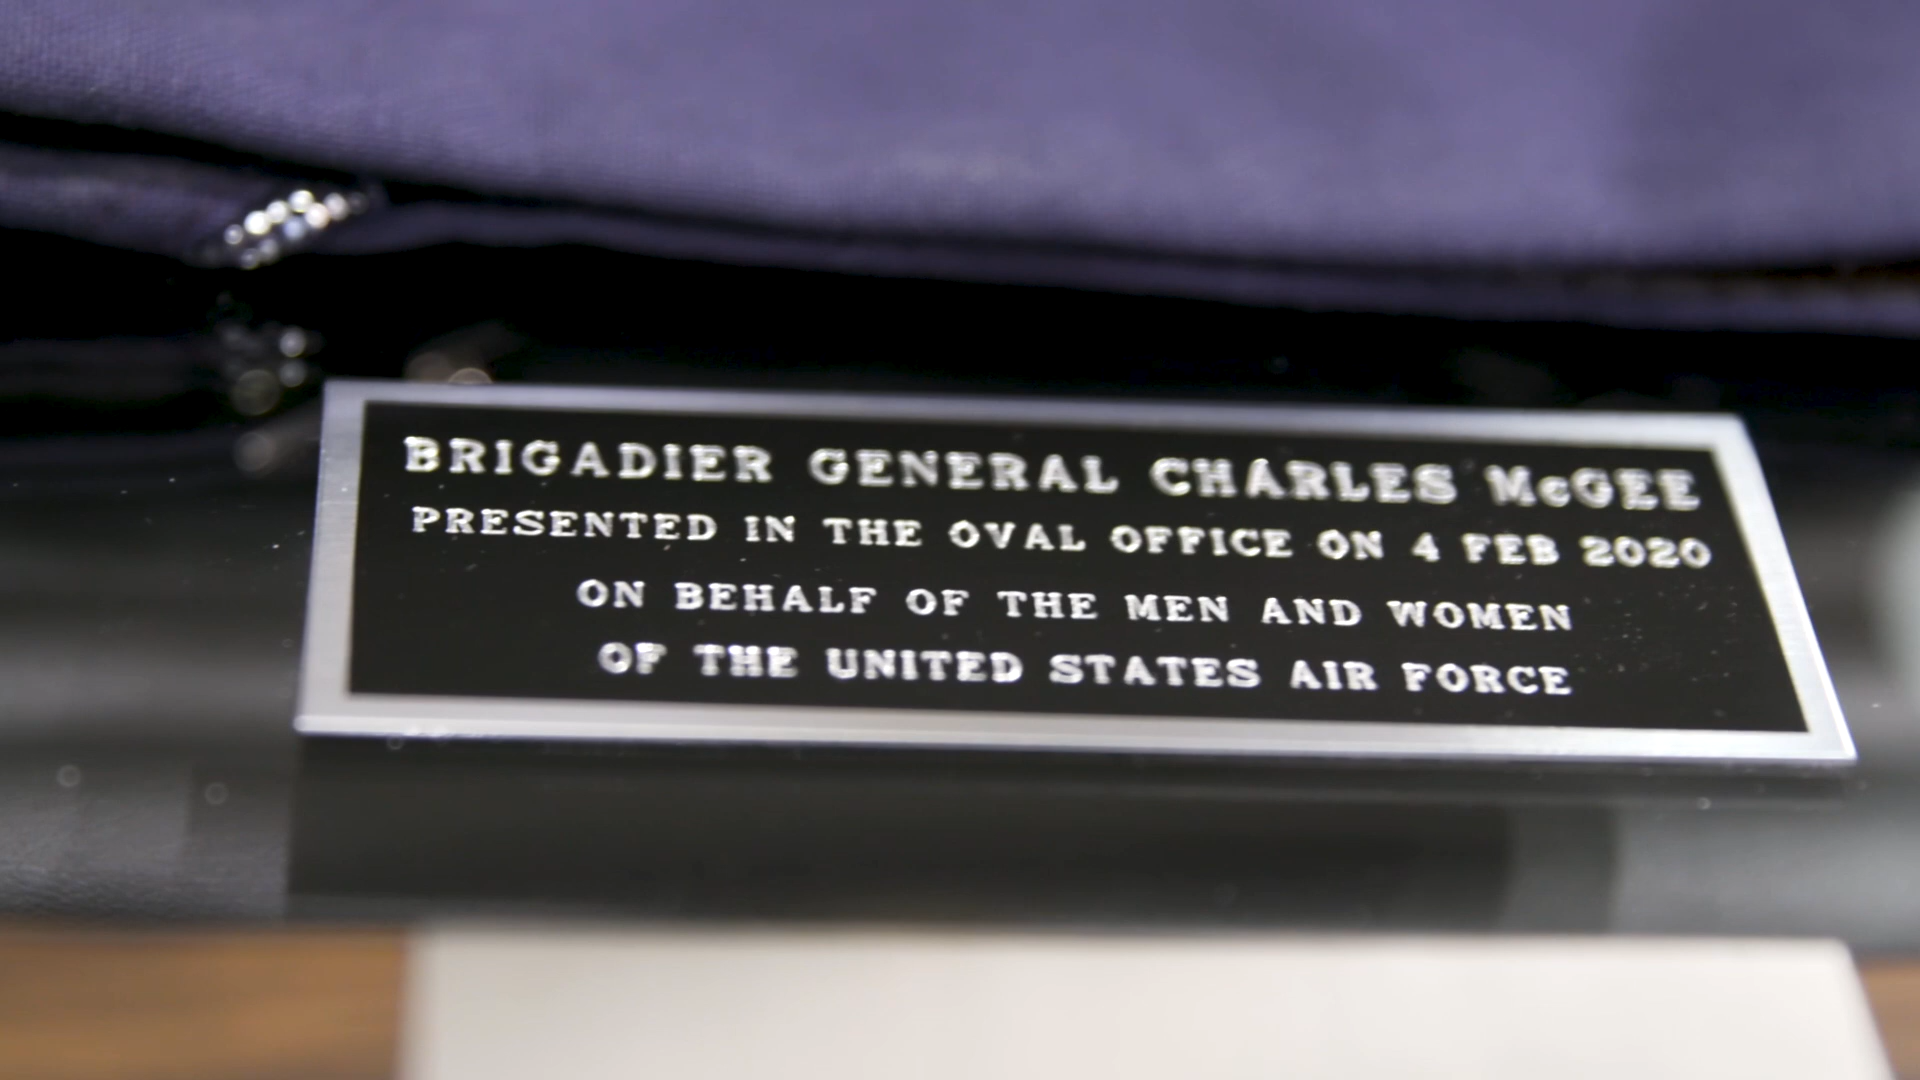 BRIGADIER GENERAL CHARLES McGEE
PRESENTED IN THE OVAL OFFICE ON 4 FEB 2020
ON BEHALF OF THE MEN AND WOMEN
OF THE UNITED STATES AIR FORCE